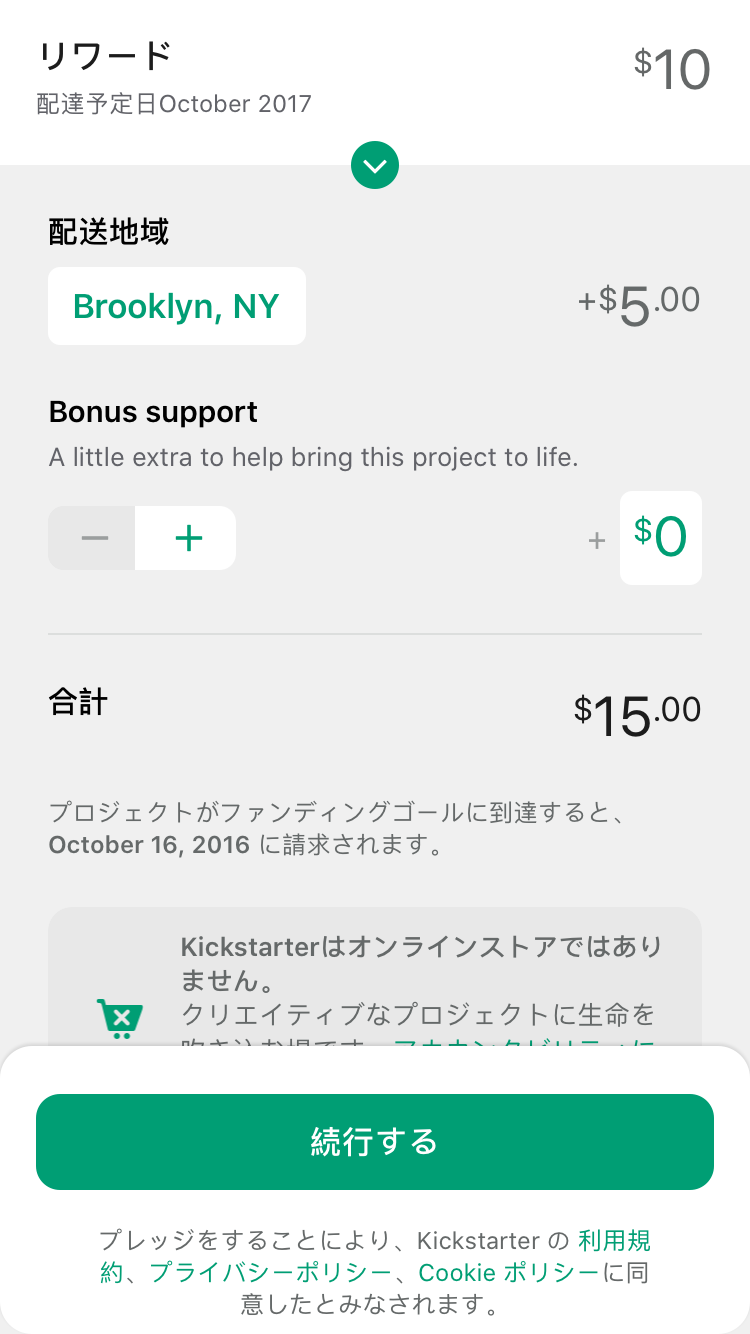 リワード
$10
配達予定日October 2017
配送地域
Brooklyn, NY
+$5.00
Bonus support
A little extra to help bring this project to life.
+ $0
合計
$15.00
プロジェクトがファンディングゴールに到達すると、
October 16, 2016 に請求されます。
Kickstarterはオンラインストアではあり
ません。
クリエイティブなプロジェクトに生命を
続行する
プレッジをすることにより、Kickstarter の 利用規
約、プライバシーポリシー、Cookie ポリシーに同
意したとみなされます。